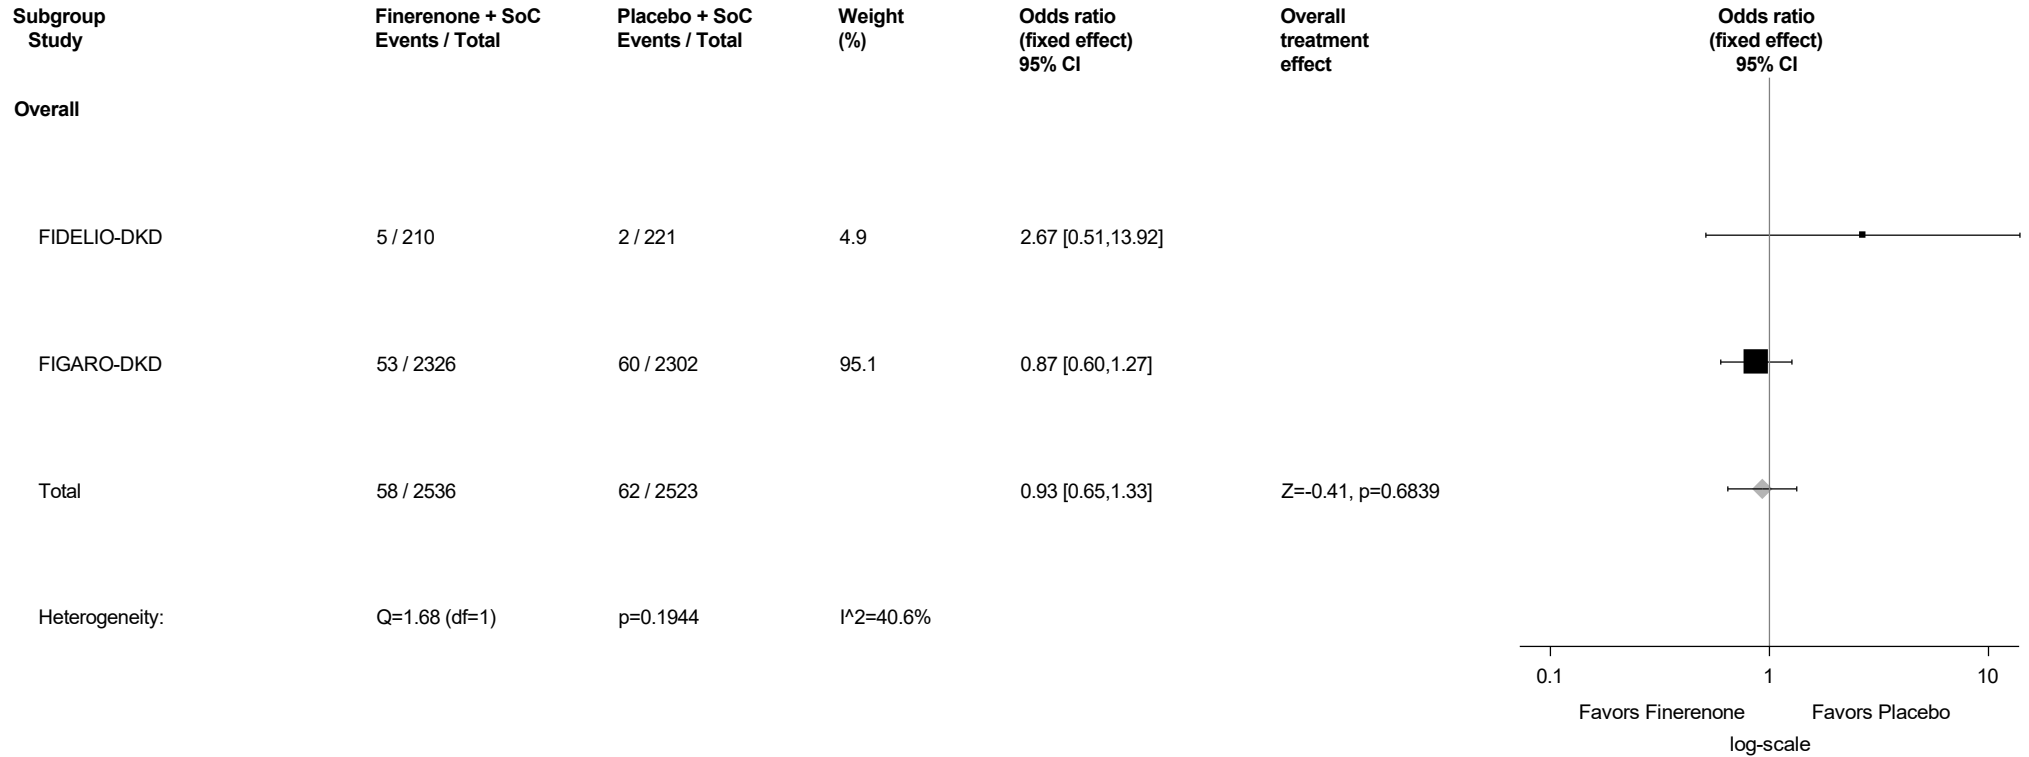 Subgroup Finerenone + SoC Placebo + SoC Weight Odds ratio Overall Odds ratio
Study Events / Total Events / Total (%) (fixed effect) treatment (fixed effect)
95% CI effect 95% CI
Overall
FIDELIO-DKD 5 / 210 2 / 221 4.9 2.67 [0.51,13.92]
FIGARO-DKD 53 / 2326 60 / 2302 95.1 0.87 [0.60,1.27]
Total 58 / 2536 62 / 2523 0.93 [0.65,1.33] Z=-0.41, p=0.6839
Heterogeneity: Q=1.68 (df=1) p=0.1944 I^2=40.6%
0.1 1 10
Favors Finerenone Favors Placebo
log-scale